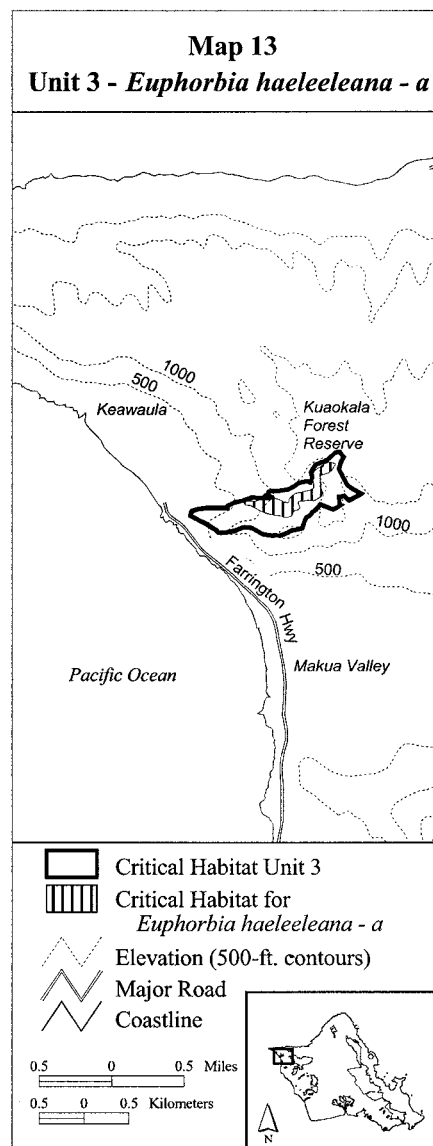 Map 13
Unit 3 - Euphorbia haeleeleana - a
1000
500
Keawaula
Kuaokala
Forest
Reserve
1000
500
Farrington Hwy
Makua Valley
Pacific Ocean
Critical Habitat Unit 3
Critical Habitat for
Euphorbia haeleeleana - a
Elevation (500-ft. contours)
Major Road
Coastline
0.5 0 0.5 Miles
0.5 0 0.5 Kilometers
N